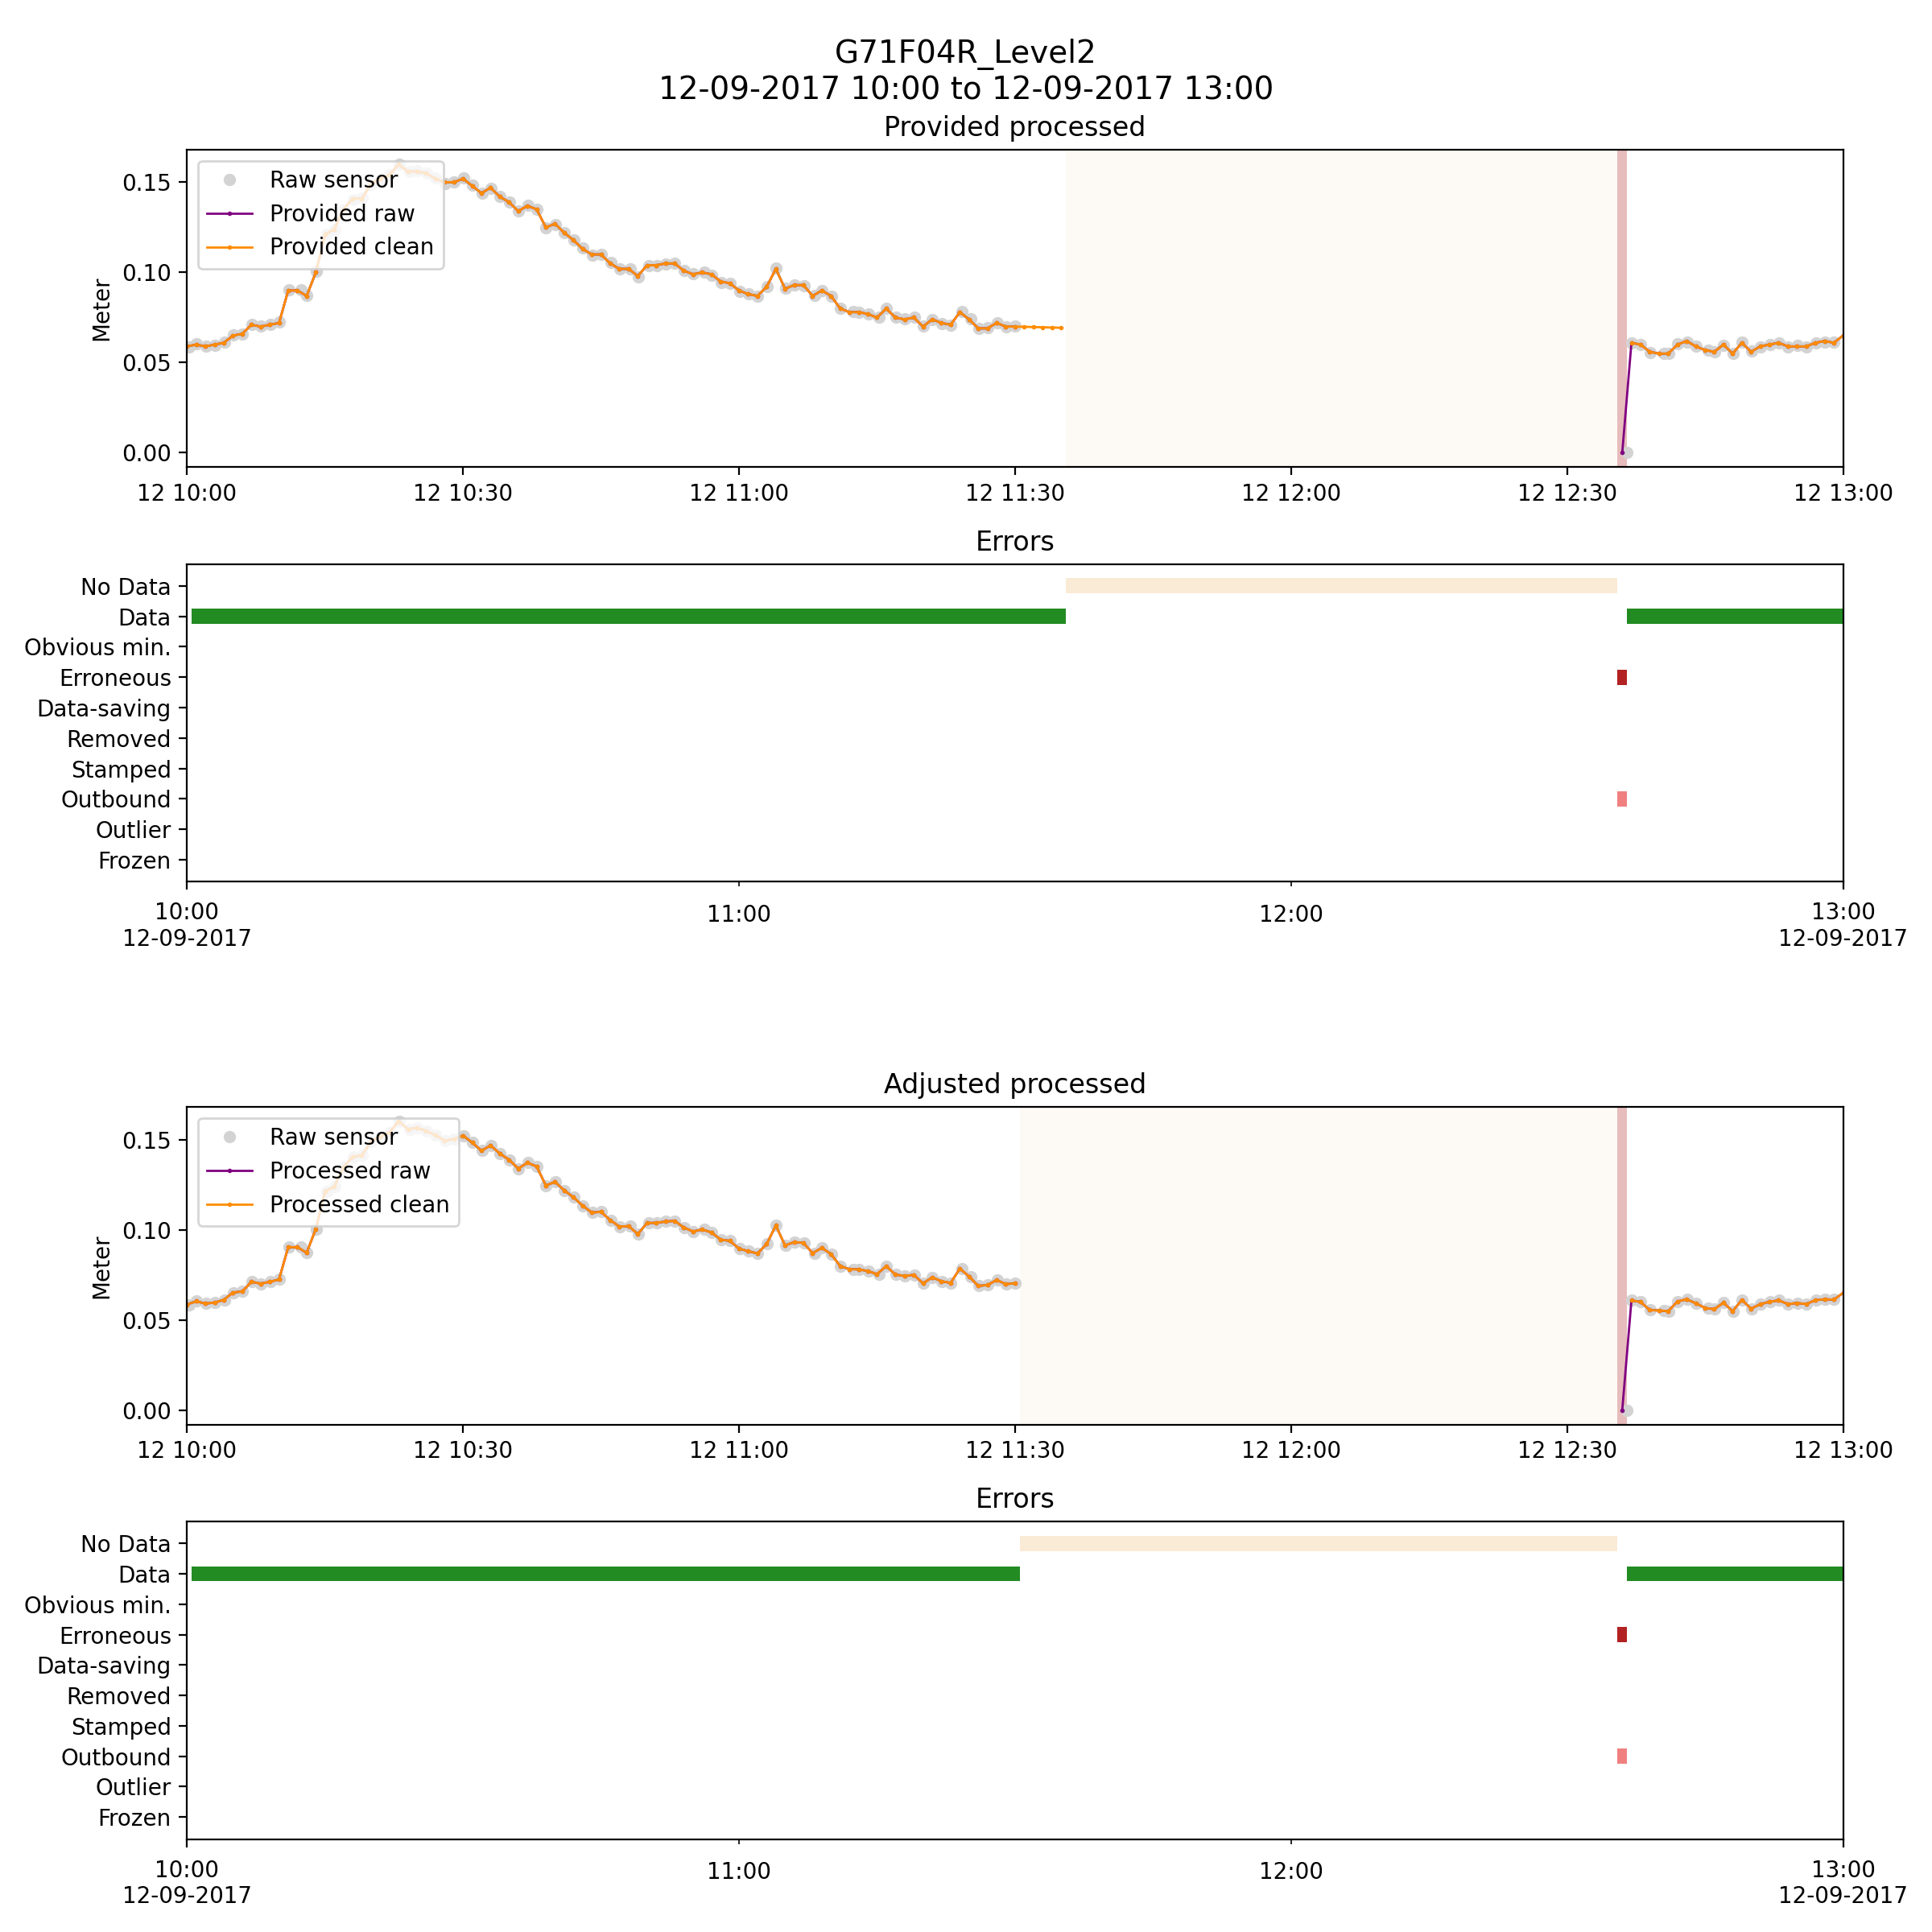 G71F04R_Level2
12-09-2017 10:00 to 12-09-2017 13:00
Provided processed
Raw sensor
Provided raw
Provided clean
Meter
0.15
0.10
0.05
0.00
12 10:00 12 10:30 12 11:00 12 11:30 12 12:00 12 12:30 12 13:00
Errors
No Data
Data
Obvious min.
Erroneous
Data-saving
Removed
Stamped
Outbound
Outlier
Frozen
10:00 11:00 12:00 13:00
12-09-2017 12-09-2017
Adjusted processed
Raw sensor
Processed raw
Processed clean
Meter
0.15
0.10
0.05
0.00
12 10:00 12 10:30 12 11:00 12 11:30 12 12:00 12 12:30 12 13:00
Errors
No Data
Data
Obvious min.
Erroneous
Data-saving
Removed
Stamped
Outbound
Outlier
Frozen
10:00 11:00 12:00 13:00
12-09-2017 12-09-2017